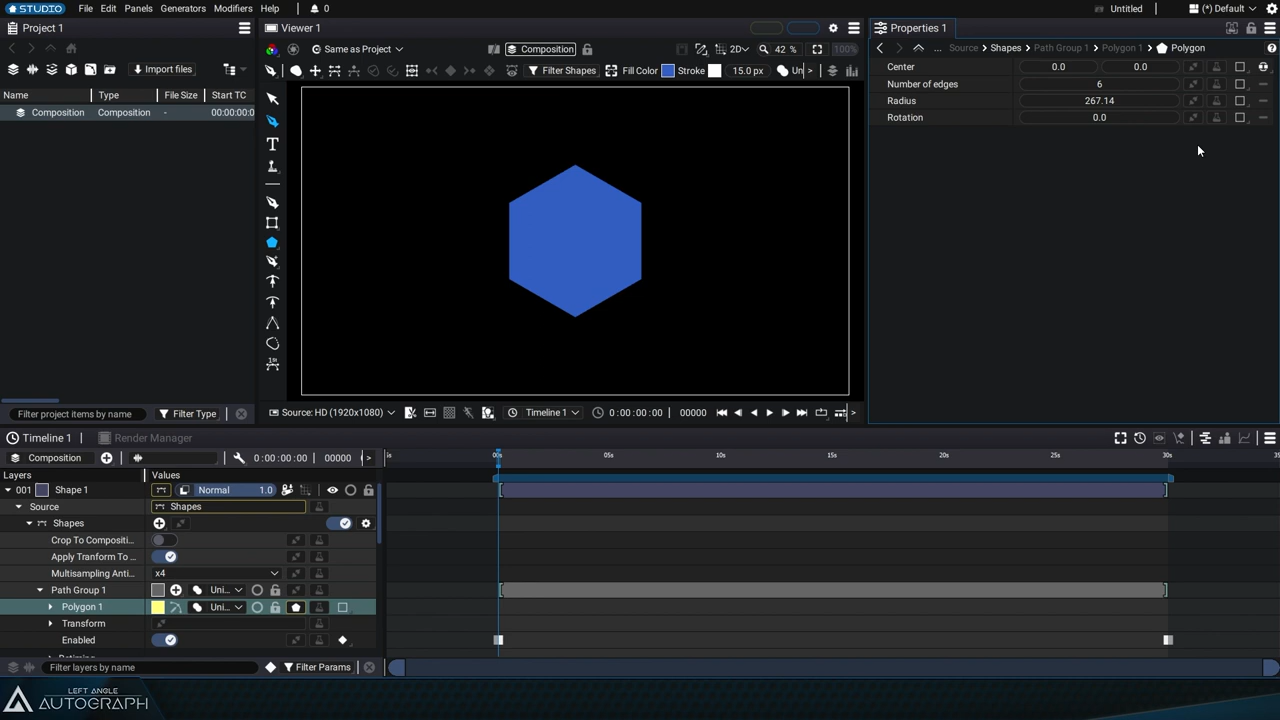 STUDIO File Edit Panels Generators Modifiers Help 0 Untitled (*) Default
Project 1
Import files
Name Type File Size Start TC
Composition Composition - 00:00:00:0
Filter project items by name Filter Type
Viewer 1
Same as Project Composition 2D 42 % 100%
Filter Shapes Fill Color Stroke 15.0 px Un >
T
1st
Source: HD (1920x1080) Timeline 1 0:00:00:00 00000 >
Properties 1
... Source > Shapes > Path Group 1 > Polygon 1 > Polygon
Center 0.0 0.0
Number of edges 6
Radius 267.14
Rotation 0.0
Timeline 1 Render Manager
Composition 0:00:00:00 00000 >
Layers Values
001 Shape 1 Normal 1.0
Source Shapes
Shapes
Crop To Compositi...
Apply Tranform To ...
Multisampling Anti... x4
Path Group 1 Uni...
Polygon 1 Uni...
Transform
Enabled
Filter layers by name Filter Params
00s 05s 10s 15s 20s 25s 30s
LEFT ANGLE
AUTOGRAPH